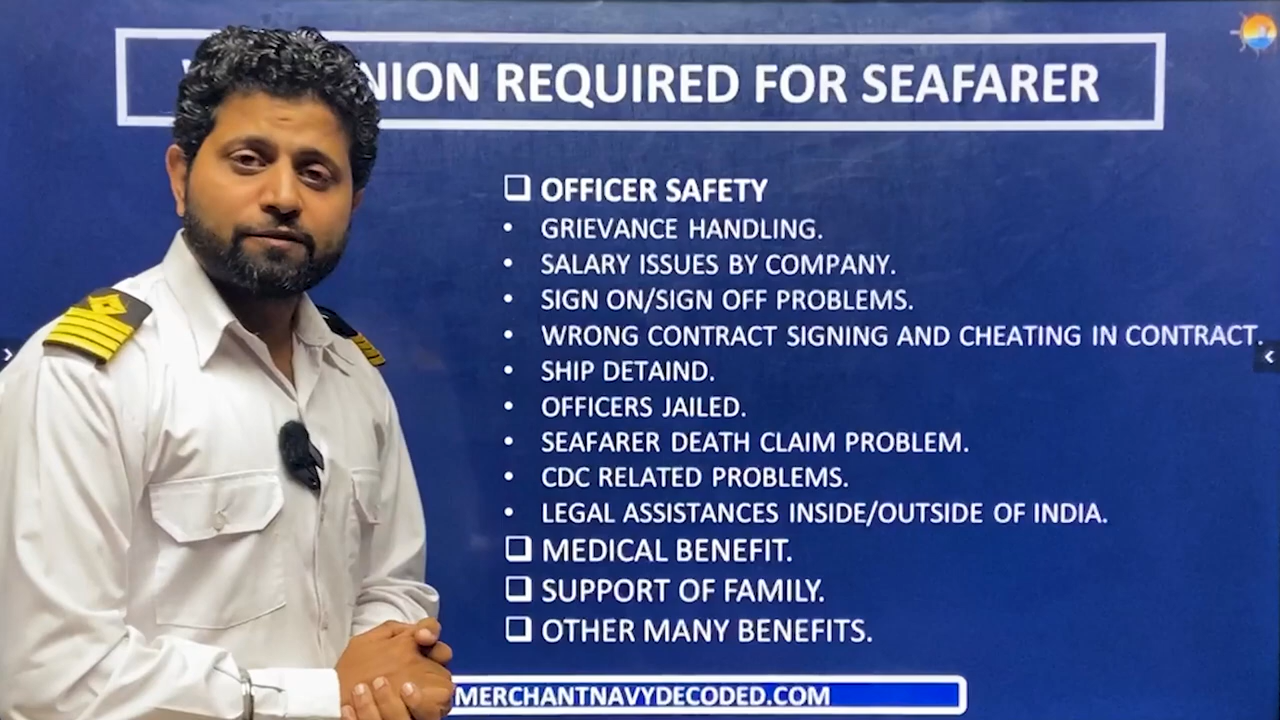 REQUIRED FOR SEAFARER
❑ OFFICER SAFETY
• GRIEVANCE HANDLING.
• SALARY ISSUES BY COMPANY.
• SIGN ON/SIGN OFF PROBLEMS.
• WRONG CONTRACT SIGNING AND CHEATING IN CONTRACT.
• SHIP DETAIND.
• OFFICERS JAILED.
• SEAFARER DEATH CLAIM PROBLEM.
• CDC RELATED PROBLEMS.
• LEGAL ASSISTANCES INSIDE/OUTSIDE OF INDIA.
❑ MEDICAL BENEFIT.
❑ SUPPORT OF FAMILY.
❑ OTHER MANY BENEFITS.
MERCHANTNAVYDECODED.COM